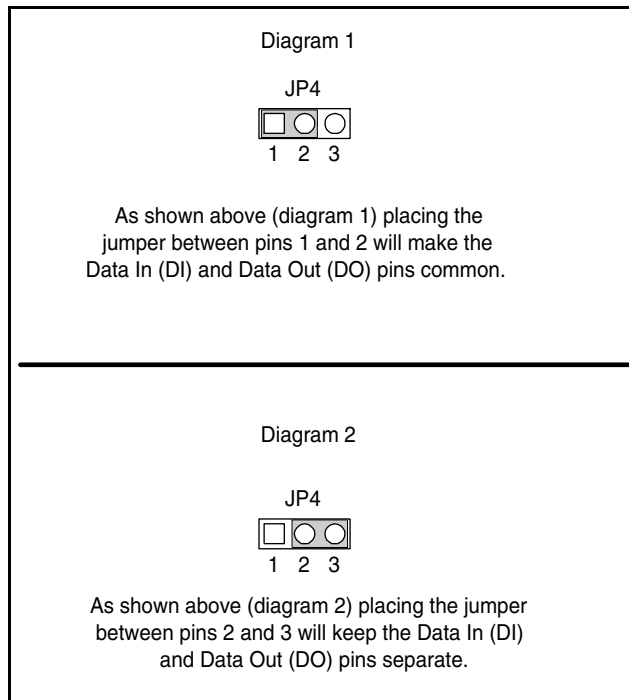 Diagram 1
JP4
1 2 3
As shown above (diagram 1) placing the
jumper between pins 1 and 2 will make the
Data In (DI) and Data Out (DO) pins common.
Diagram 2
JP4
1 2 3
As shown above (diagram 2) placing the jumper
between pins 2 and 3 will keep the Data In (DI)
and Data Out (DO) pins separate.